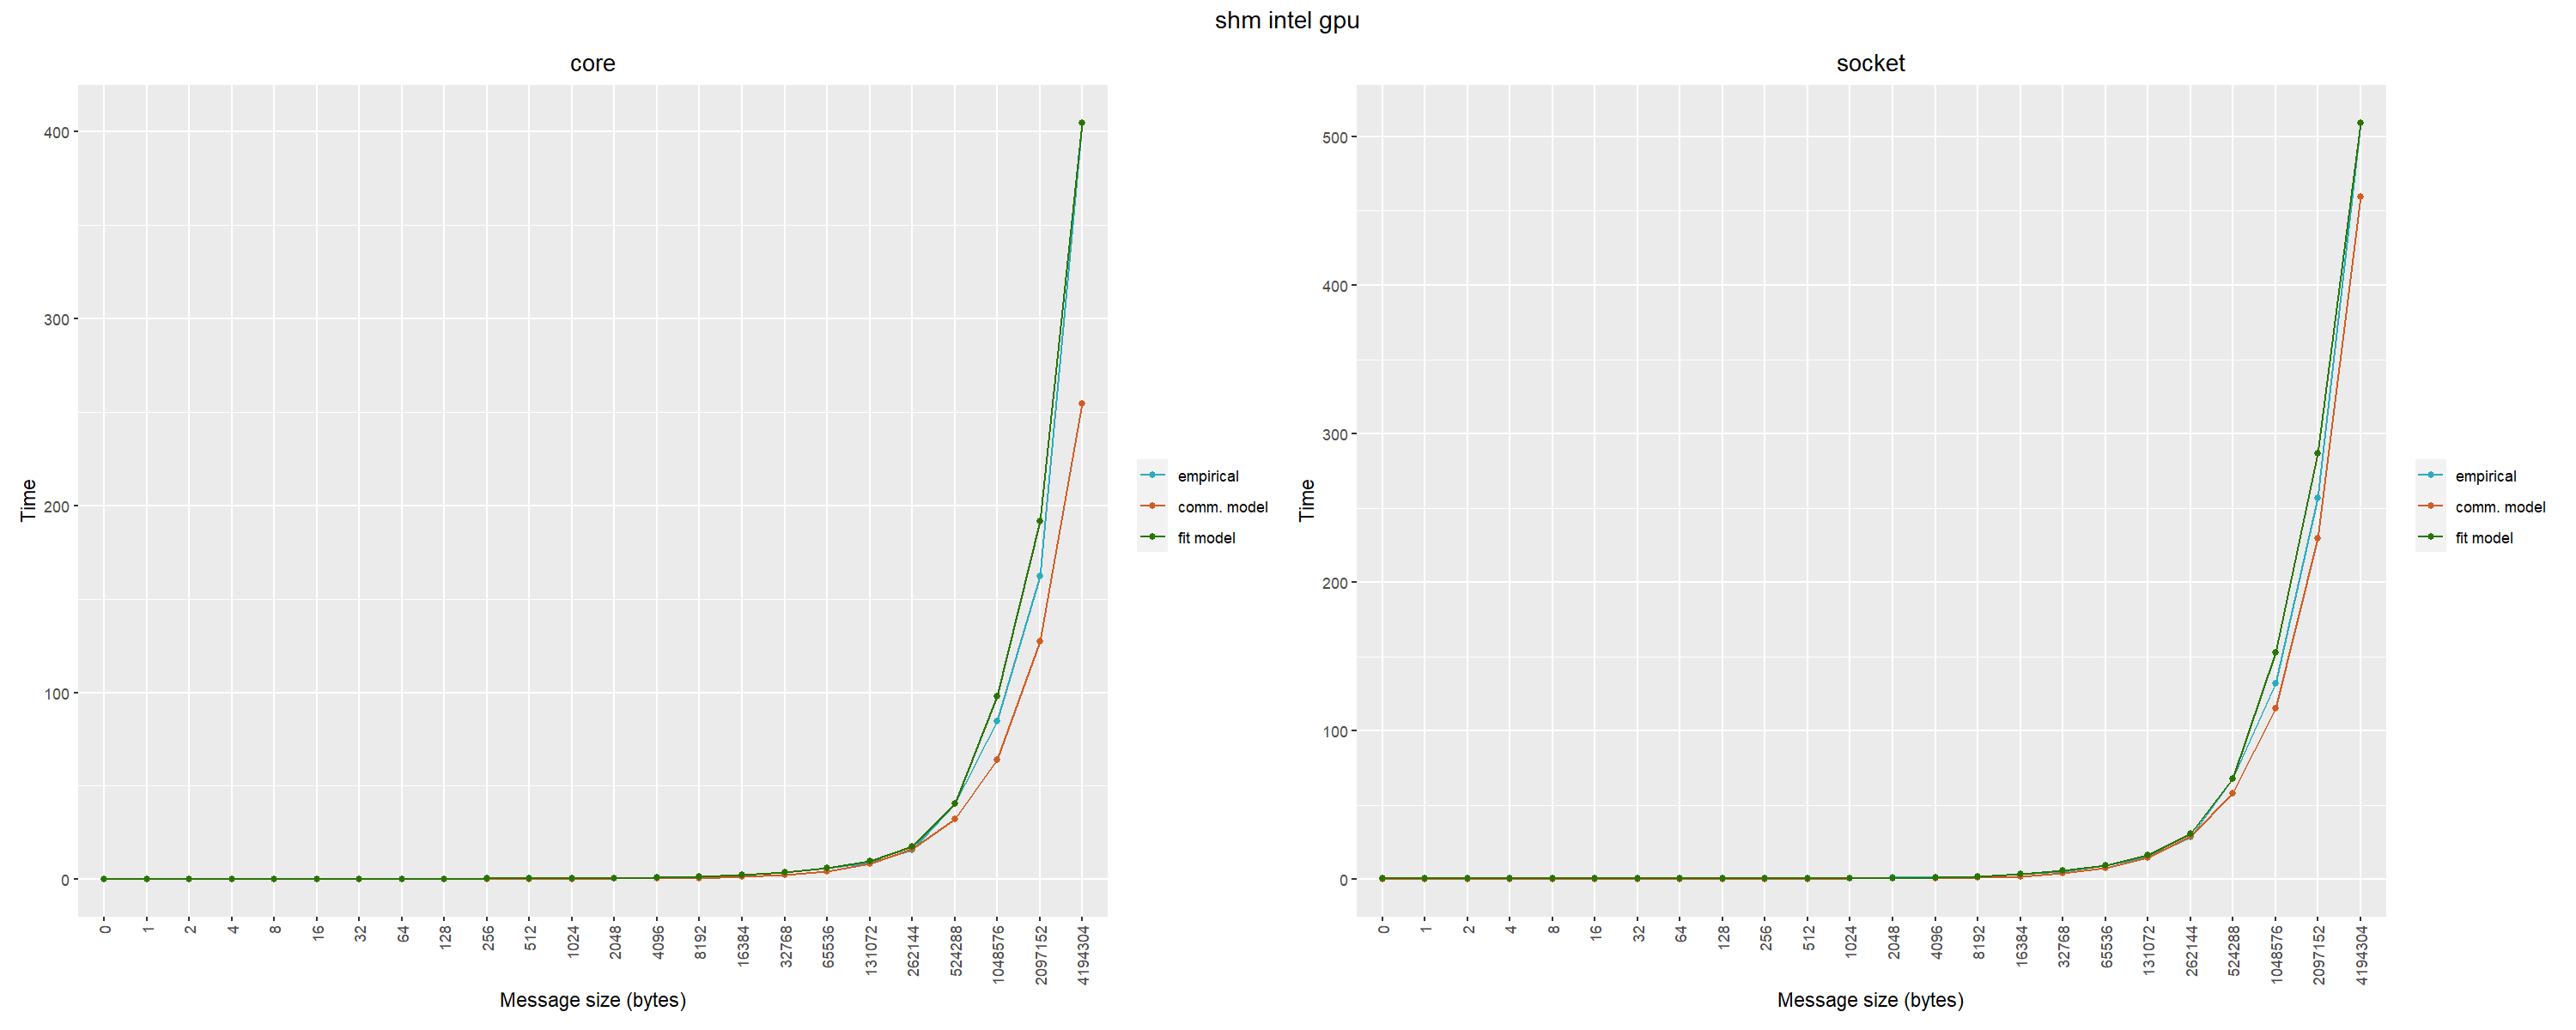 shm intel gpu
core
400
300
200
100
0
Time
0 1 2 4 8 16 32 64 128 256 512 1024 2048 4096 8192 16384 32768 65536 131072 262144 524288 1048576 2097152 4194304
Message size (bytes)
empirical
comm. model
fit model
socket
500
400
300
200
100
0
Time
0 1 2 4 8 16 32 64 128 256 512 1024 2048 4096 8192 16384 32768 65536 131072 262144 524288 1048576 2097152 4194304
Message size (bytes)
empirical
comm. model
fit model